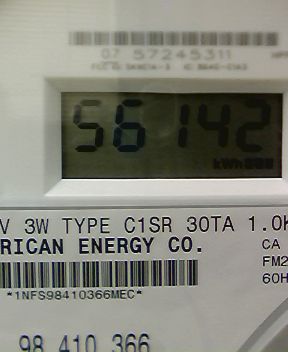 07 57245311
56142
kWh
V 3W TYPE C1SR 30TA 1.0K
RICAN ENERGY CO.
CA
FM2
60H
*1NFS98410366MEC*
98 410 366